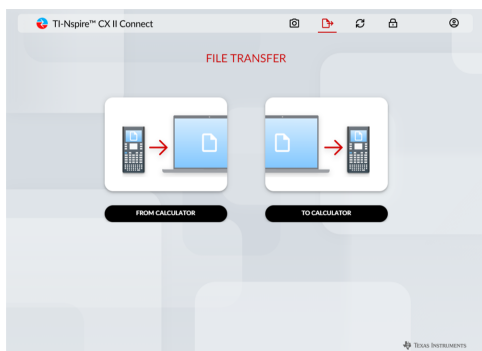 TI-Nspire™ CX II Connect
FILE TRANSFER
FROM CALCULATOR
TO CALCULATOR
TEXAS INSTRUMENTS